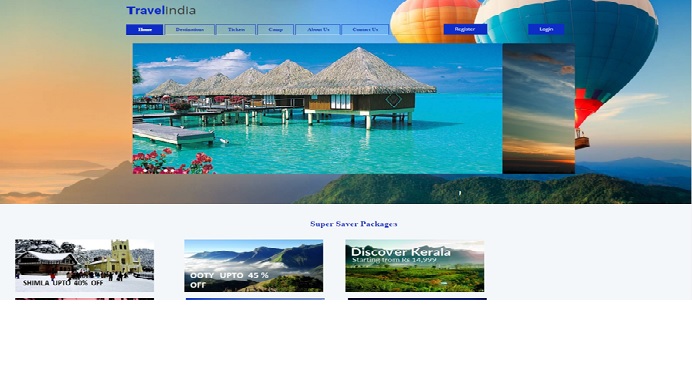 TravelIndia
Home Destinations Tickets Camp About Us Contact Us Register Login
Super Saver Packages
SHIMLA UPTO 40% OFF
OOTY UPTO 45 %
OFF
Discover Kerala
Starting from Rs 14,999